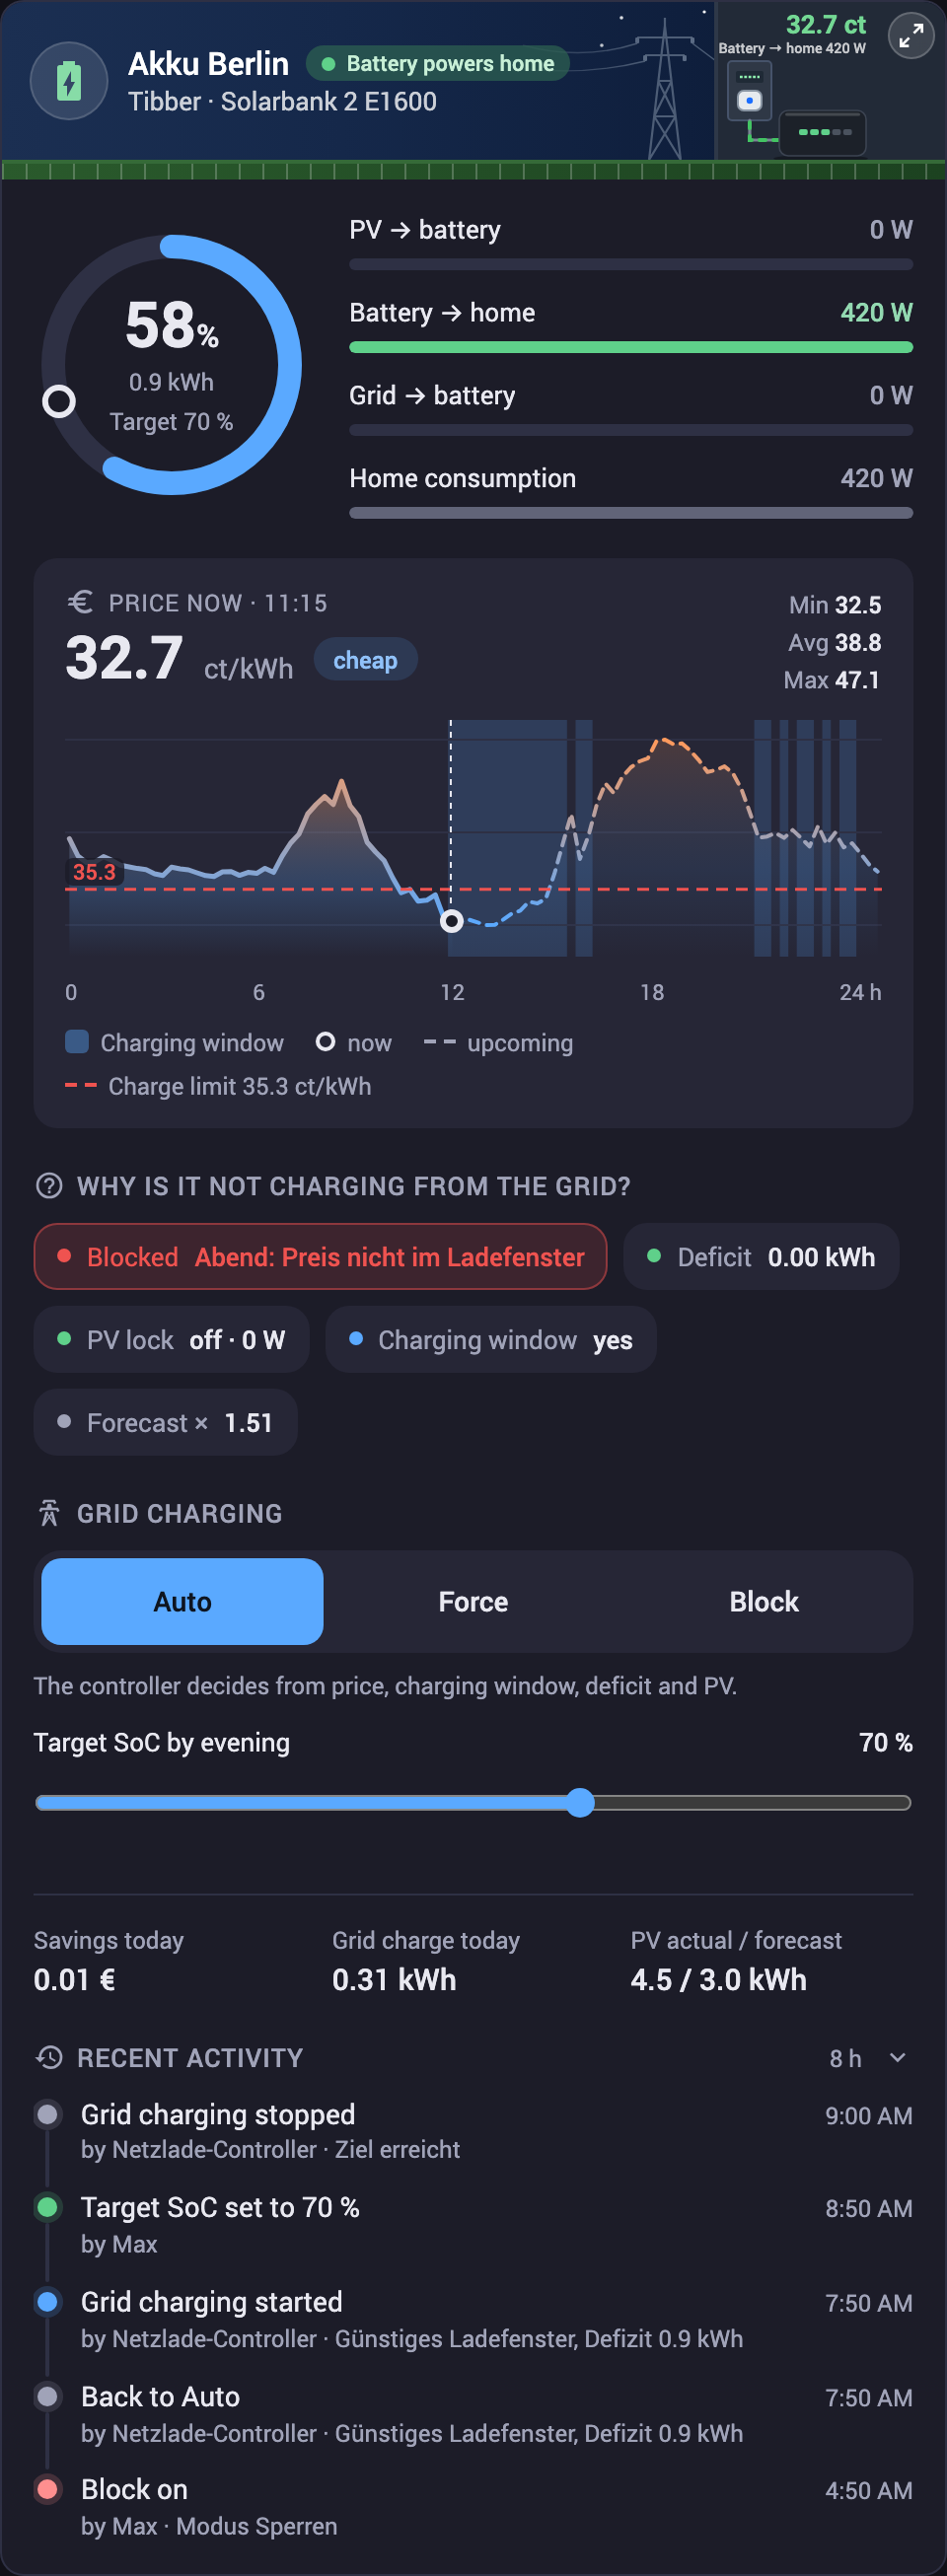 Akku Berlin
Battery powers home
Tibber · Solarbank 2 E1600
32.7 ct
Battery → home 420 W
58%
0.9 kWh
Target 70 %
PV → battery 0 W
Battery → home 420 W
Grid → battery 0 W
Home consumption 420 W
€ PRICE NOW · 11:15
32.7 ct/kWh cheap
Min 32.5
Avg 38.8
Max 47.1
35.3
0 6 12 18 24 h
Charging window now upcoming
Charge limit 35.3 ct/kWh
WHY IS IT NOT CHARGING FROM THE GRID?
Blocked Abend: Preis nicht im Ladefenster
Deficit 0.00 kWh
PV lock off · 0 W
Charging window yes
Forecast × 1.51
GRID CHARGING
Auto Force Block
The controller decides from price, charging window, deficit and PV.
Target SoC by evening 70 %
Savings today Grid charge today PV actual / forecast
0.01 € 0.31 kWh 4.5 / 3.0 kWh
RECENT ACTIVITY 8 h
Grid charging stopped 9:00 AM
by Netzlade-Controller · Ziel erreicht
Target SoC set to 70 % 8:50 AM
by Max
Grid charging started 7:50 AM
by Netzlade-Controller · Günstiges Ladefenster, Defizit 0.9 kWh
Back to Auto 7:50 AM
by Netzlade-Controller · Günstiges Ladefenster, Defizit 0.9 kWh
Block on 4:50 AM
by Max · Modus Sperren